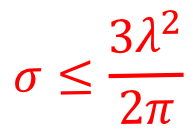 σ ≤ 3λ² / 2π